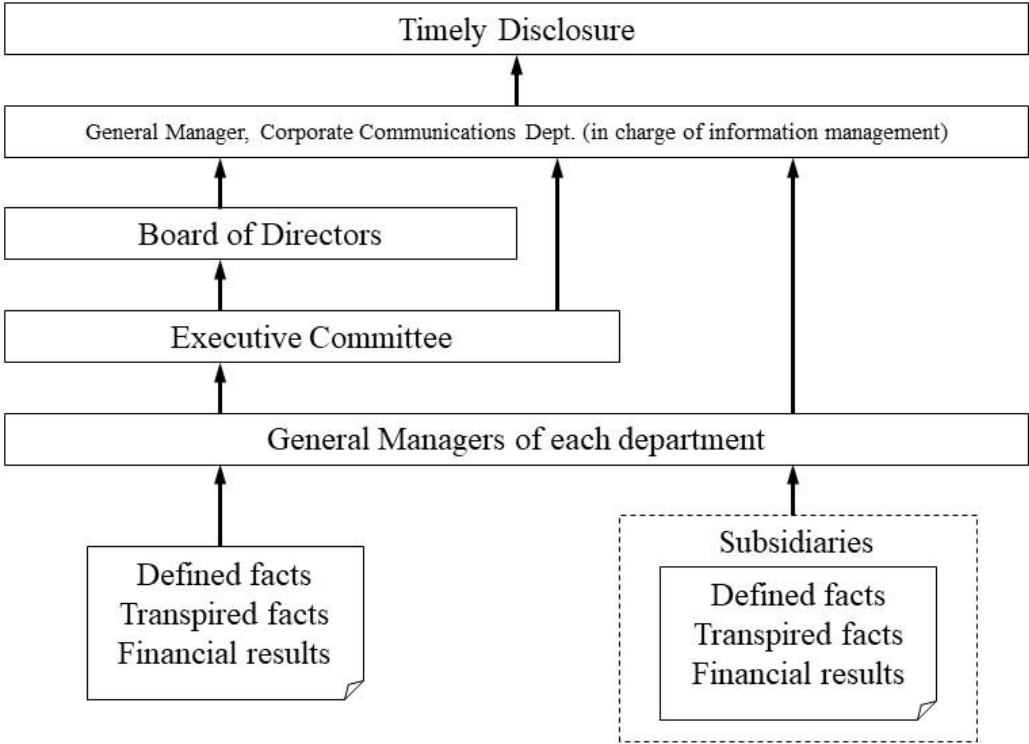 Timely Disclosure
General Manager, Corporate Communications Dept. (in charge of information management)
Board of Directors
Executive Committee
General Managers of each department
Defined facts
Transpired facts
Financial results
Subsidiaries
Defined facts
Transpired facts
Financial results